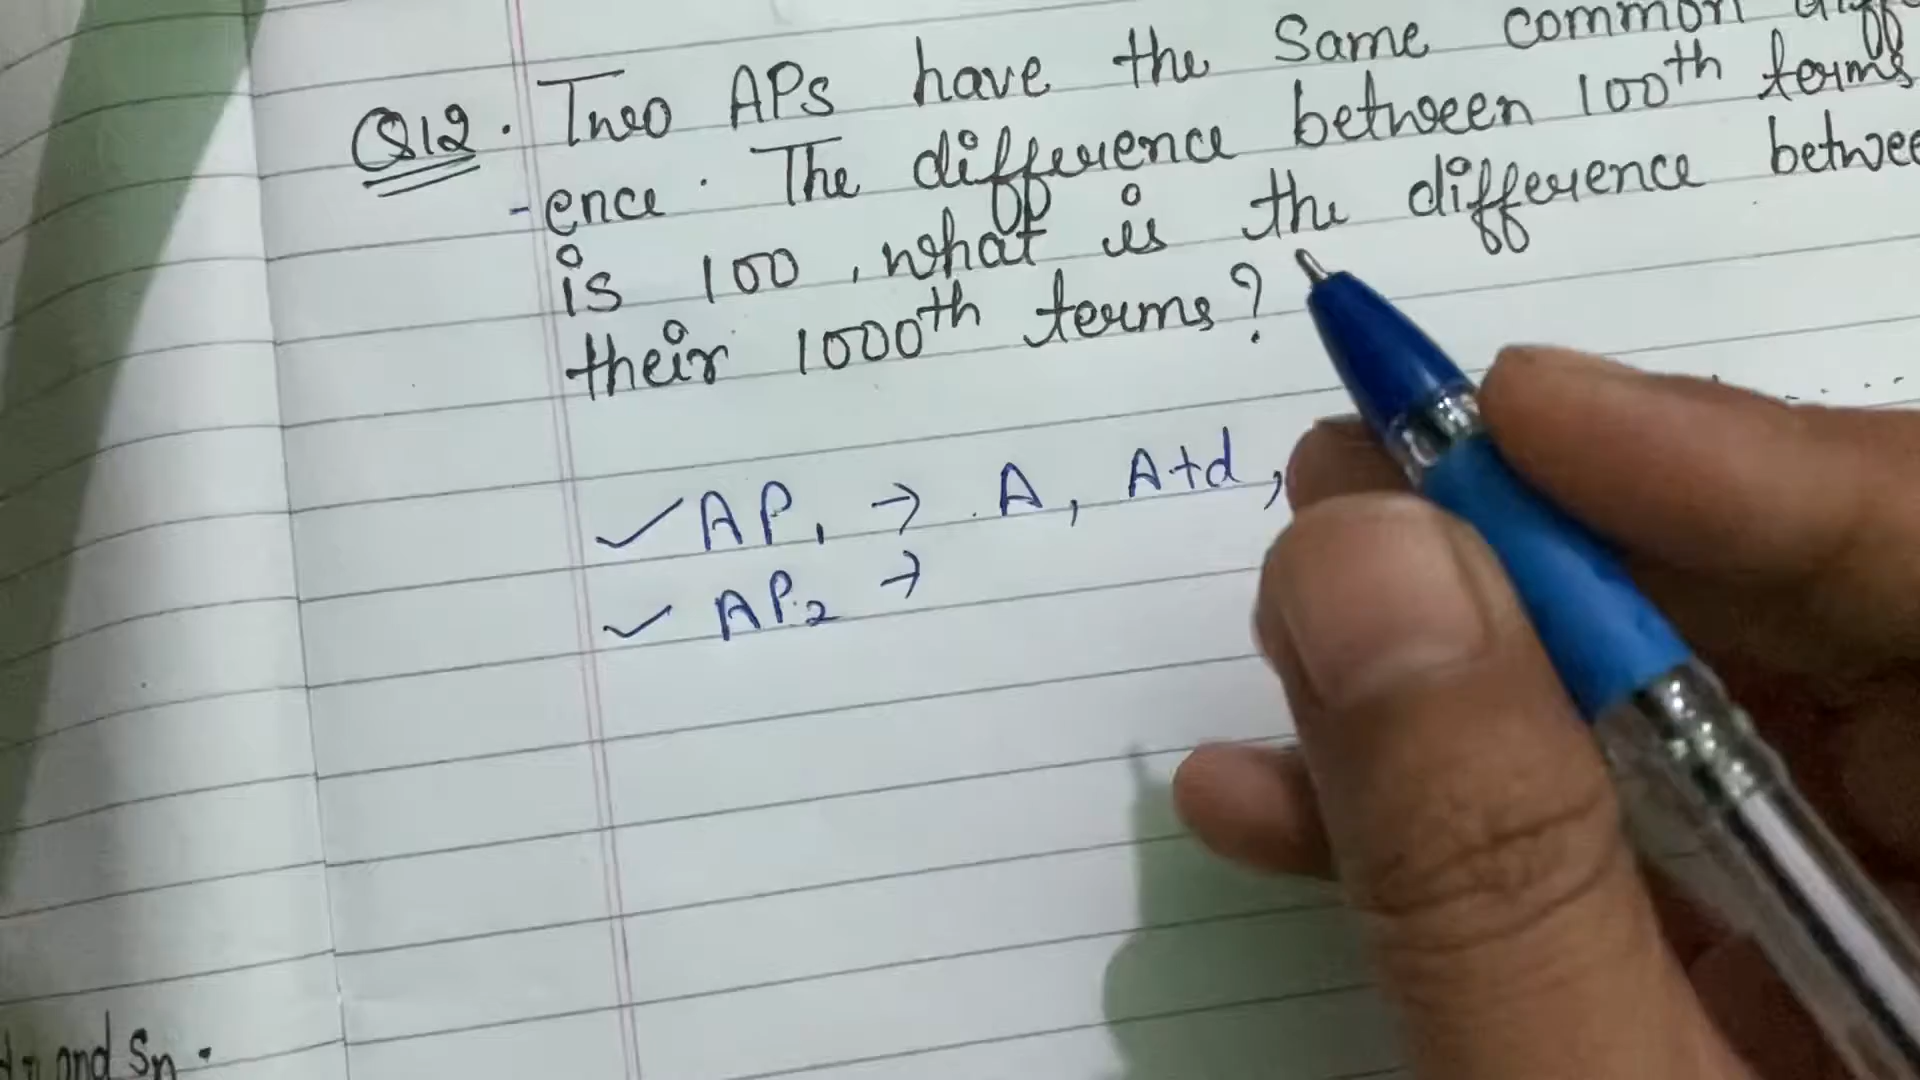 Q12. Two APs have the same common
-ence. The difference between 100th terms
is 100, what is the difference
their 1000th terms?
✓ AP₁ → A, A+d,
✓ AP₂ →
and Sn.